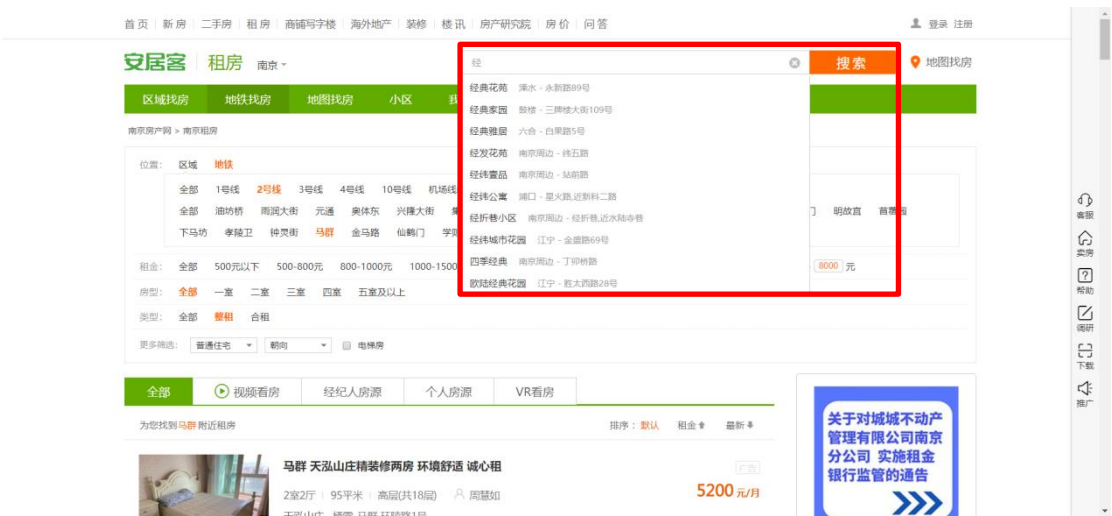 首页 新房 二手房 租房 商铺写字楼 海外地产 装修 楼讯 房产研究院 房价 问答 登录 注册
安居客 租房 南京 经 搜索 地图找房
区域找房 地铁找房 地图找房 小区
经典花苑 溧水 - 永新路89号
经典家园 鼓楼 - 三牌楼大街109号
经典雅居 六合 - 白果路5号
经发花苑 南京周边 - 纬五路
经纬壹品 南京周边 - 站前路
经纬公寓 浦口 - 星火路,近新科二路
经折巷小区 南京周边 - 经折巷,近水陆寺巷
经纬城市花园 江宁 - 金盛路69号
四季经典 南京周边 - 丁卯桥路
欧陆经典花园 江宁 - 胜太西路28号
南京房产网 > 南京租房
位置: 区域 地铁
全部 1号线 2号线 3号线 4号线 10号线 机场线
全部 油坊桥 雨润大街 元通 奥体东 兴隆大街 明故宫 苜蓿园
下马坊 孝陵卫 钟灵街 马群 金马路 仙鹤门
租金: 全部 500元以下 500-800元 800-1000元 1000-1500 8000 元
房型: 全部 一室 二室 三室 四室 五室及以上
类型: 全部 整租 合租
更多筛选: 普通住宅 朝向 电梯房
全部 视频看房 经纪人房源 个人房源 VR看房
为您找到马群附近租房 排序: 默认 租金 最新
马群 天泓山庄精装修两房 环境舒适 诚心租 广告
2室2厅 95平米 高层(共18层) 周慧如 5200 元/月
关于对城城不动产
管理有限公司南京
分公司 实施租金
银行监管的通告
客服
卖房
帮助
调研
下载
推广